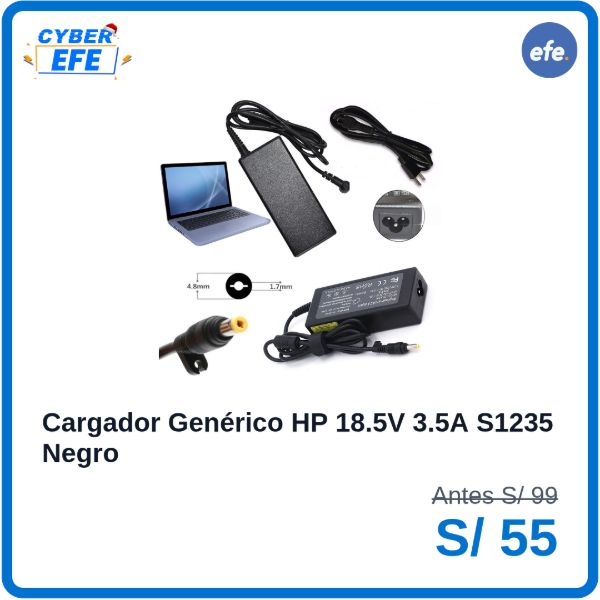 CYBER
EFE
efe.
4.8mm
1.7mm
Cargador Genérico HP 18.5V 3.5A S1235
Negro
Antes S/ 99
S/ 55